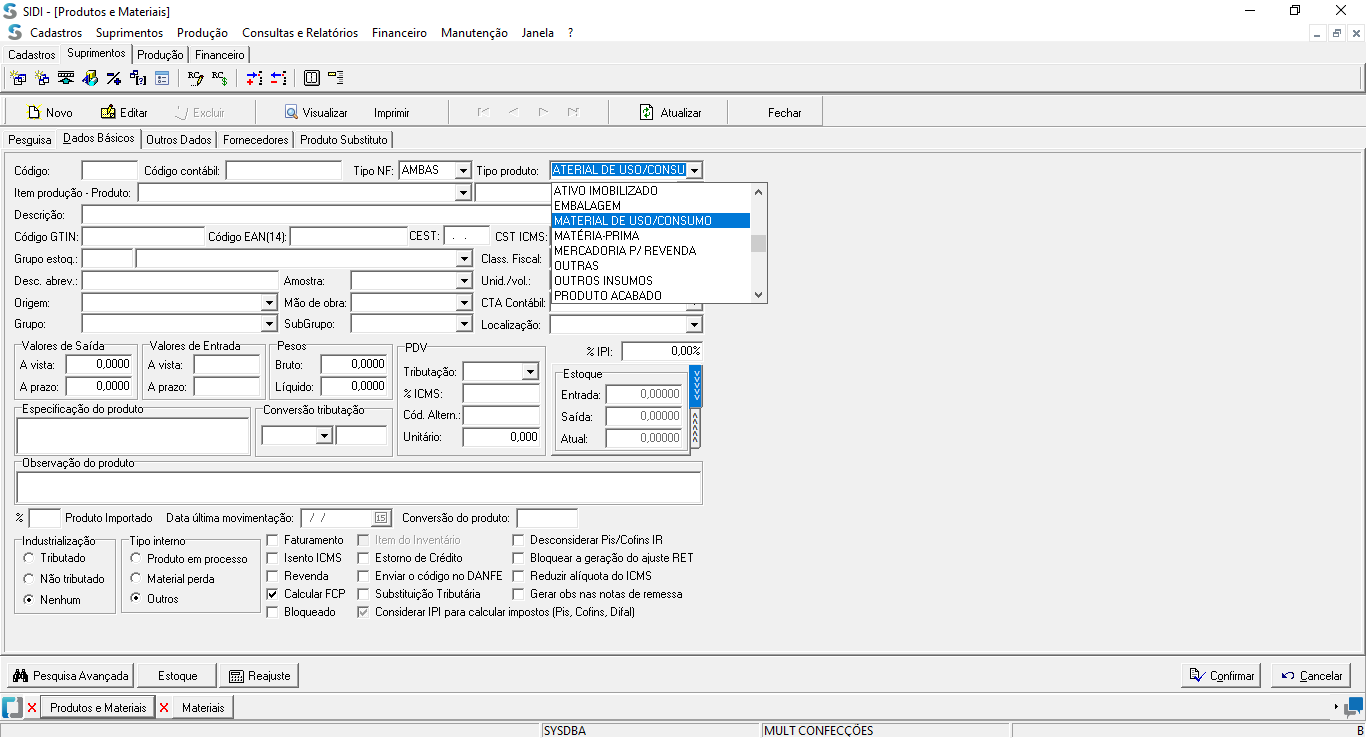 SIDI - [Produtos e Materiais]
Cadastros Suprimentos Produção Consultas e Relatórios Financeiro Manutenção Janela ?
Cadastros Suprimentos Produção Financeiro
Novo Editar Excluir Visualizar Imprimir Atualizar Fechar
Pesquisa Dados Básicos Outros Dados Fornecedores Produto Substituto
Código: Código contábil: Tipo NF: AMBAS Tipo produto: ATERIAL DE USO/CONSU
Item produção - Produto:
ATIVO IMOBILIZADO
EMBALAGEM
MATERIAL DE USO/CONSUMO
MATÉRIA-PRIMA
MERCADORIA P/ REVENDA
OUTRAS
OUTROS INSUMOS
PRODUTO ACABADO
Descrição:
Código GTIN: Código EAN(14): CEST: . . CST ICMS:
Grupo estoq.: Class. Fiscal:
Desc. abrev.: Amostra: Unid./vol.:
Origem: Mão de obra: CTA Contábil:
Grupo: SubGrupo: Localização:
Valores de Saída Valores de Entrada Pesos PDV % IPI: 0,00%
A vista: 0,0000 A vista: Bruto: 0,0000 Tributação: Estoque
A prazo: 0,0000 A prazo: Líquido: 0,0000 % ICMS: Entrada: 0,00000
Especificação do produto Conversão tributação Cód. Altern.: Saída: 0,00000
Unitário: 0,000 Atual: 0,00000
Observação do produto
% Produto Importado Data última movimentação: / / 15 Conversão do produto:
Industrialização Tipo interno Faturamento Item do Inventário Desconsiderar Pis/Cofins IR
Tributado Produto em processo Isento ICMS Estorno de Crédito Bloquear a geração do ajuste RET
Não tributado Material perda Revenda Enviar o código no DANFE Reduzir alíquota do ICMS
Nenhum Outros Calcular FCP Substituição Tributária Gerar obs nas notas de remessa
Bloqueado Considerar IPI para calcular impostos (Pis, Cofins, Difal)
Pesquisa Avançada Estoque Reajuste Confirmar Cancelar
Produtos e Materiais Materiais
SYSDBA MULT CONFECÇÕES B